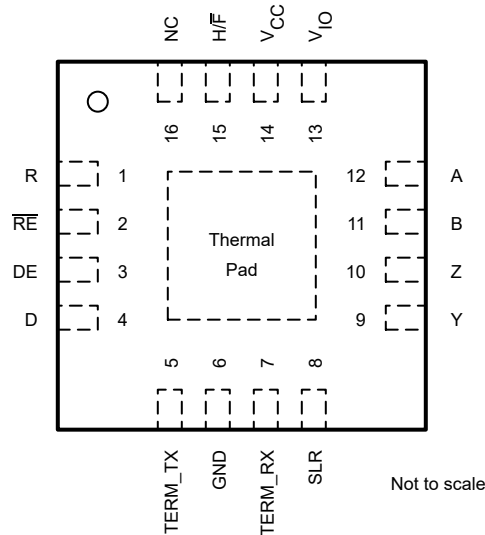 NC H/F̅ VCC VIO
16 15 14 13
R 1 12 A
R̅E̅ 2 11 B
DE 3 10 Z
D 4 9 Y
Thermal
Pad
5 6 7 8
TERM_TX GND TERM_RX SLR
Not to scale